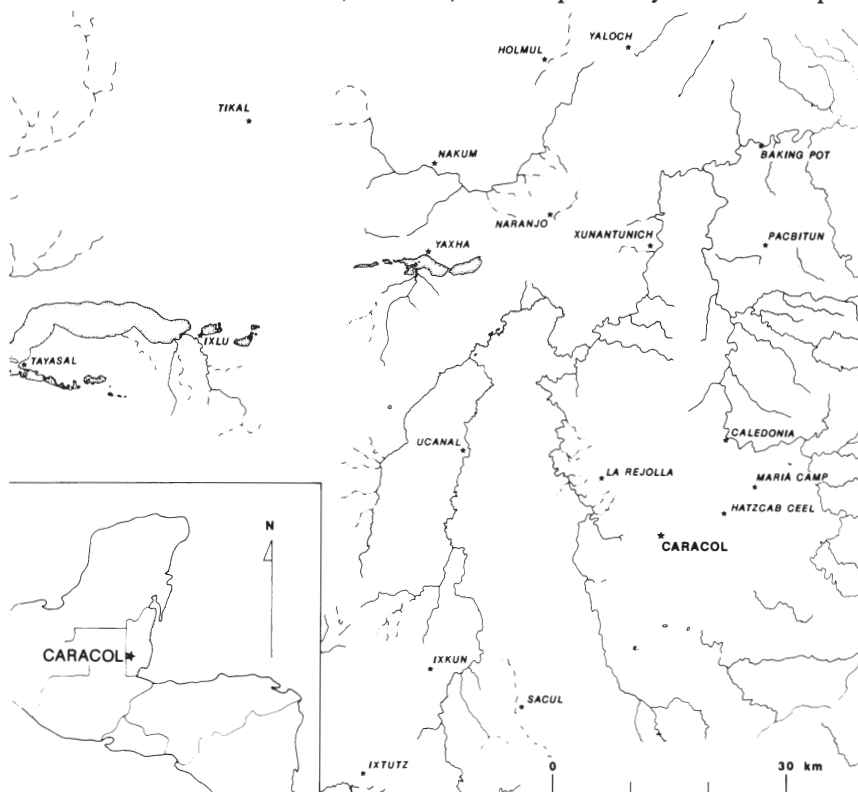 YALOCH
HOLMUL
TIKAL
NAKUM
BAKING POT
NARANJO
XUNANTUNICH
PACBITUN
YAXHA
IXLU
TAYASAL
CALEDONIA
UCANAL
LA REJOLLA
MARIA CAMP
HATZCAB CEEL
CARACOL
N
CARACOL
IXKUN
SACUL
IXTUTZ
0
30 km